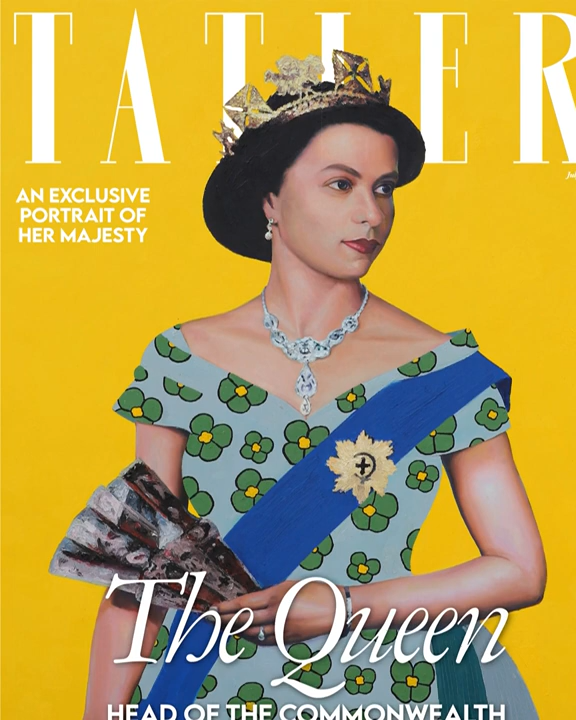 TATLER
AN EXCLUSIVE
PORTRAIT OF
HER MAJESTY
The Queen
HEAD OF THE COMMONWEALTH